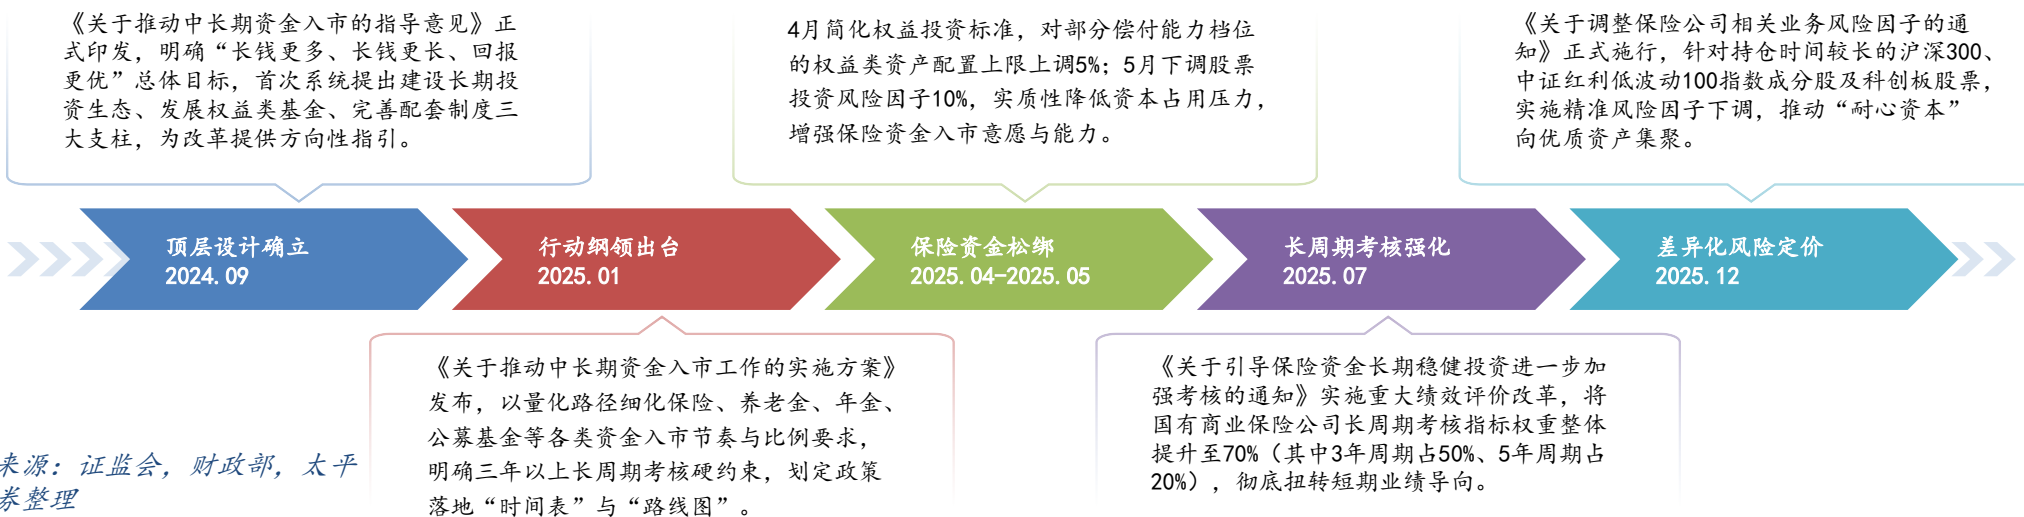 《关于推动中长期资金入市的指导意见》正
式印发，明确“长钱更多、长钱更长、回报
更优”总体目标，首次系统提出建设长期投
资生态、发展权益类基金、完善配套制度三
大支柱，为改革提供方向性指引。
4月简化权益投资标准，对部分偿付能力档位
的权益类资产配置上限上调5%；5月下调股票
投资风险因子10%，实质性降低资本占用压力，
增强保险资金入市意愿与能力。
《关于调整保险公司相关业务风险因子的通
知》正式施行，针对持仓时间较长的沪深300、
中证红利低波动100指数成分股及科创板股票，
实施精准风险因子下调，推动“耐心资本”
向优质资产集聚。
顶层设计确立
2024.09
行动纲领出台
2025.01
保险资金松绑
2025.04-2025.05
长周期考核强化
2025.07
差异化风险定价
2025.12
《关于推动中长期资金入市工作的实施方案》
发布，以量化路径细化保险、养老金、年金、
公募基金等各类资金入市节奏与比例要求，
明确三年以上长周期考核硬约束，划定政策
落地“时间表”与“路线图”。
《关于引导保险资金长期稳健投资进一步加
强考核的通知》实施重大绩效评价改革，将
国有商业保险公司长周期考核指标权重整体
提升至70%（其中3年周期占50%、5年周期占
20%），彻底扭转短期业绩导向。
来源：证监会，财政部，太平
券整理